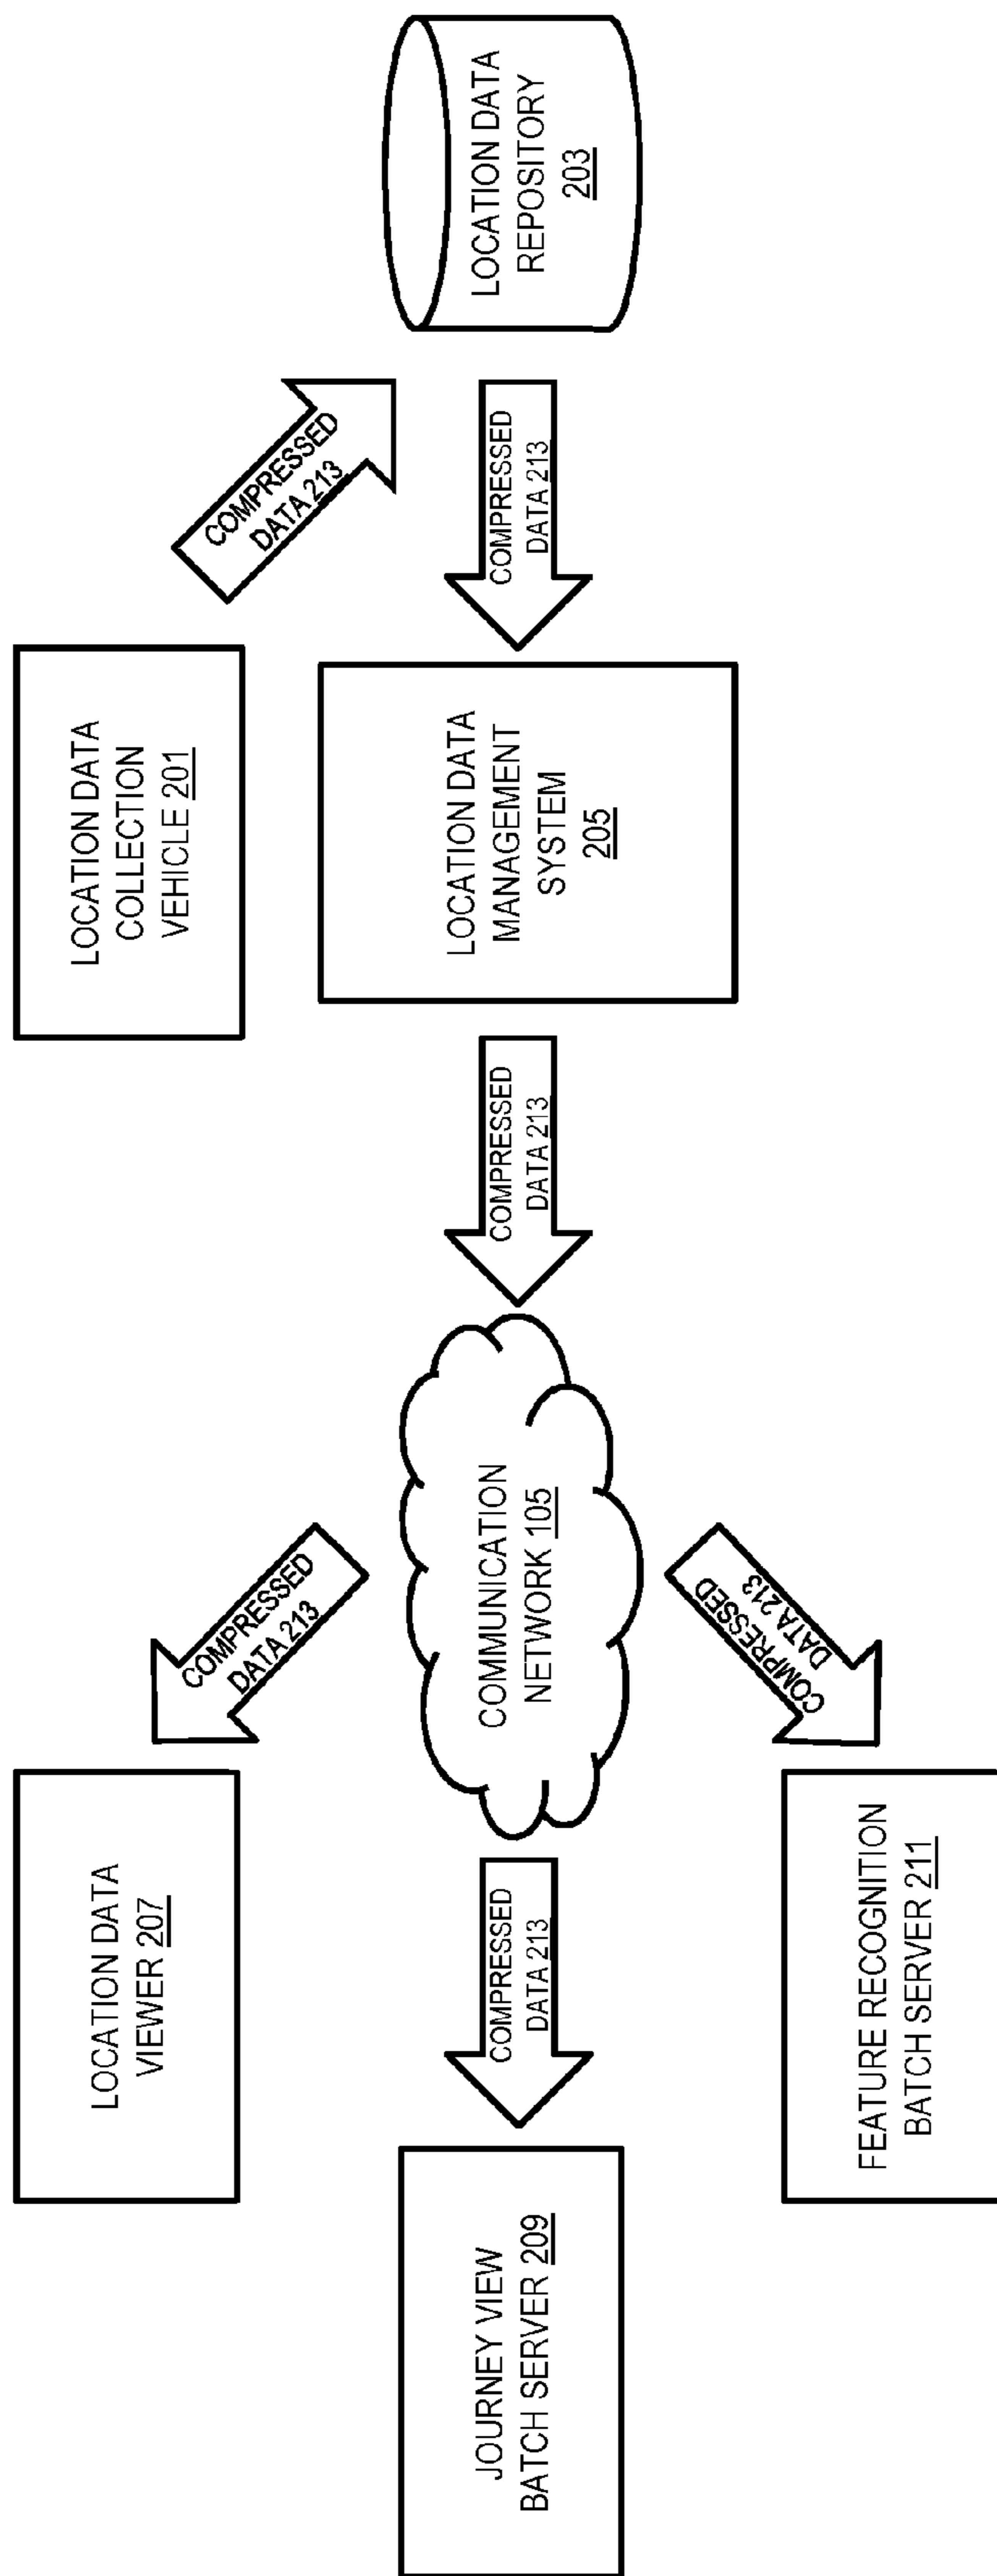 LOCATION DATA
COLLECTION
VEHICLE 201
COMPRESSED
DATA 213
LOCATION DATA
REPOSITORY
203
COMPRESSED
DATA 213
LOCATION DATA
MANAGEMENT
SYSTEM
205
COMPRESSED
DATA 213
COMMUNICATION
NETWORK 105
COMPRESSED
DATA 213
LOCATION DATA
VIEWER 207
COMPRESSED
DATA 213
JOURNEY VIEW
BATCH SERVER 209
COMPRESSED
DATA 213
FEATURE RECOGNITION
BATCH SERVER 211